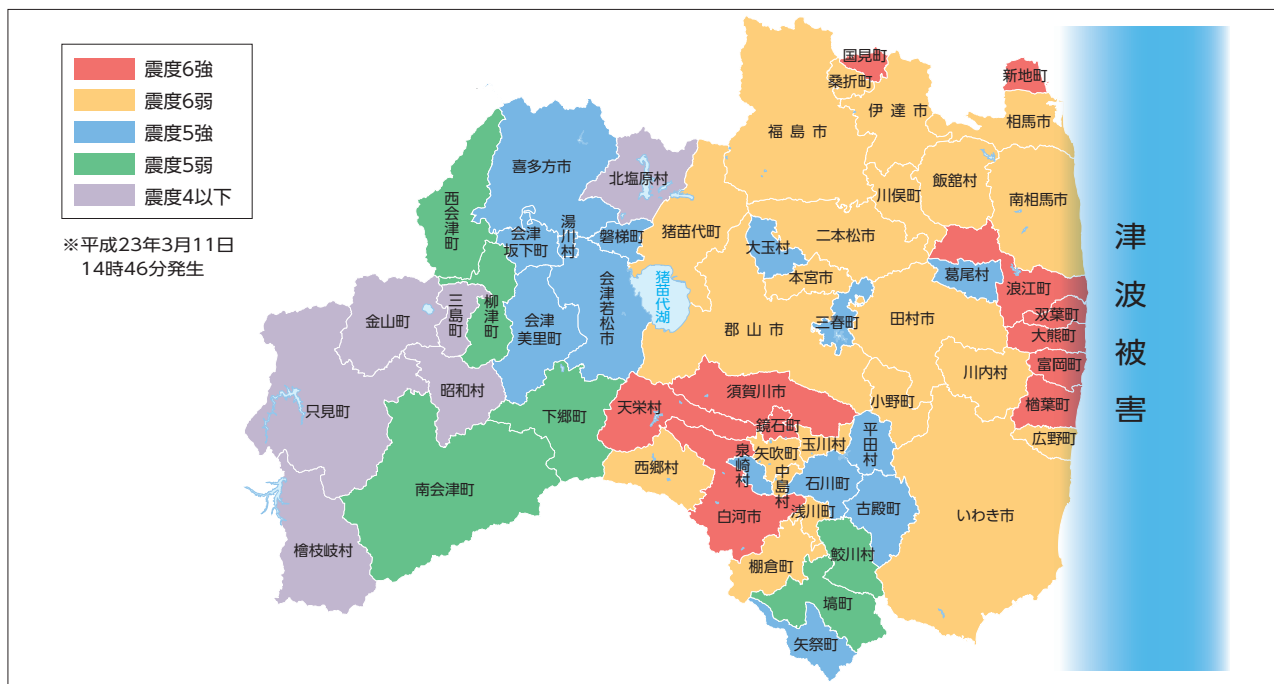 震度6強
震度6弱
震度5強
震度5弱
震度4以下
※平成23年3月11日
14時46分発生
国見町
桑折町
新地町
伊達市
相馬市
福島市
喜多方市
北塩原村
飯舘村
川俣町
南相馬市
西会津町
湯川村
会津
坂下町
磐梯町
猪苗代町
二本松市
大玉村
本宮市
葛尾村
浪江町
猪苗代湖
会津若松市
三島町
柳津町
金山町
会津
美里町
郡山市
三春町
田村市
双葉町
大熊町
富岡町
川内村
昭和村
只見町
下郷町
天栄村
須賀川市
小野町
楢葉町
鏡石町
広野町
玉川村
平田村
泉崎村
矢吹町
西郷村
中島村
石川町
南会津町
古殿町
白河市
浅川町
いわき市
檜枝岐村
鮫川村
棚倉町
塙町
矢祭町
津波被害